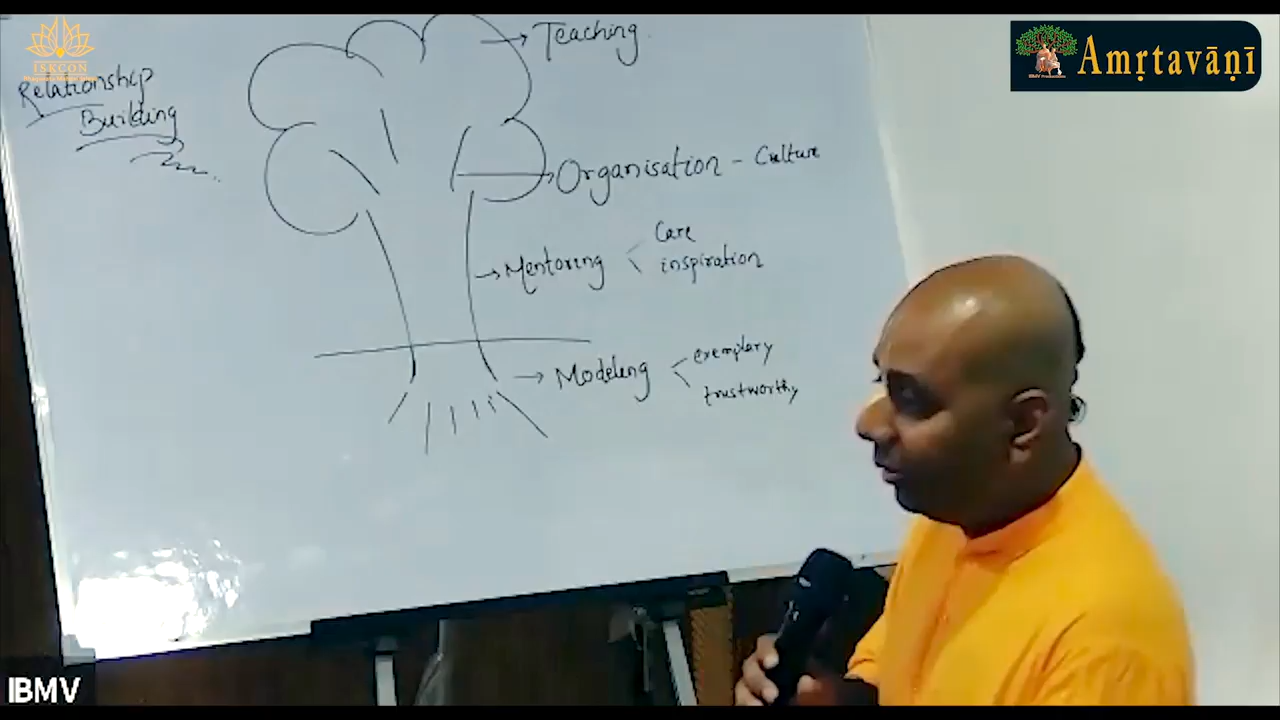 ISKCON
Relationship
Building
Teaching
Organisation - Culture
Mentoring
Care
inspiration
Modeling
exemplary
trustworthy
Amṛtavāṇī
IBMV